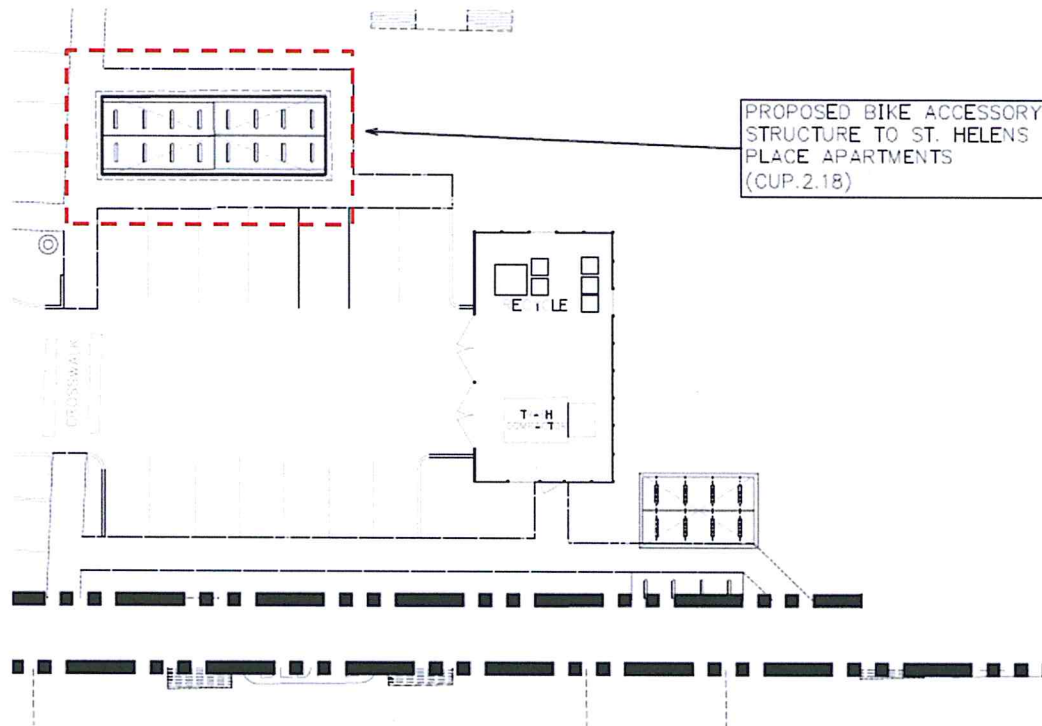 PROPOSED BIKE ACCESSORY
STRUCTURE TO ST. HELENS
PLACE APARTMENTS
(CUP.2.18)
CROSSWALK